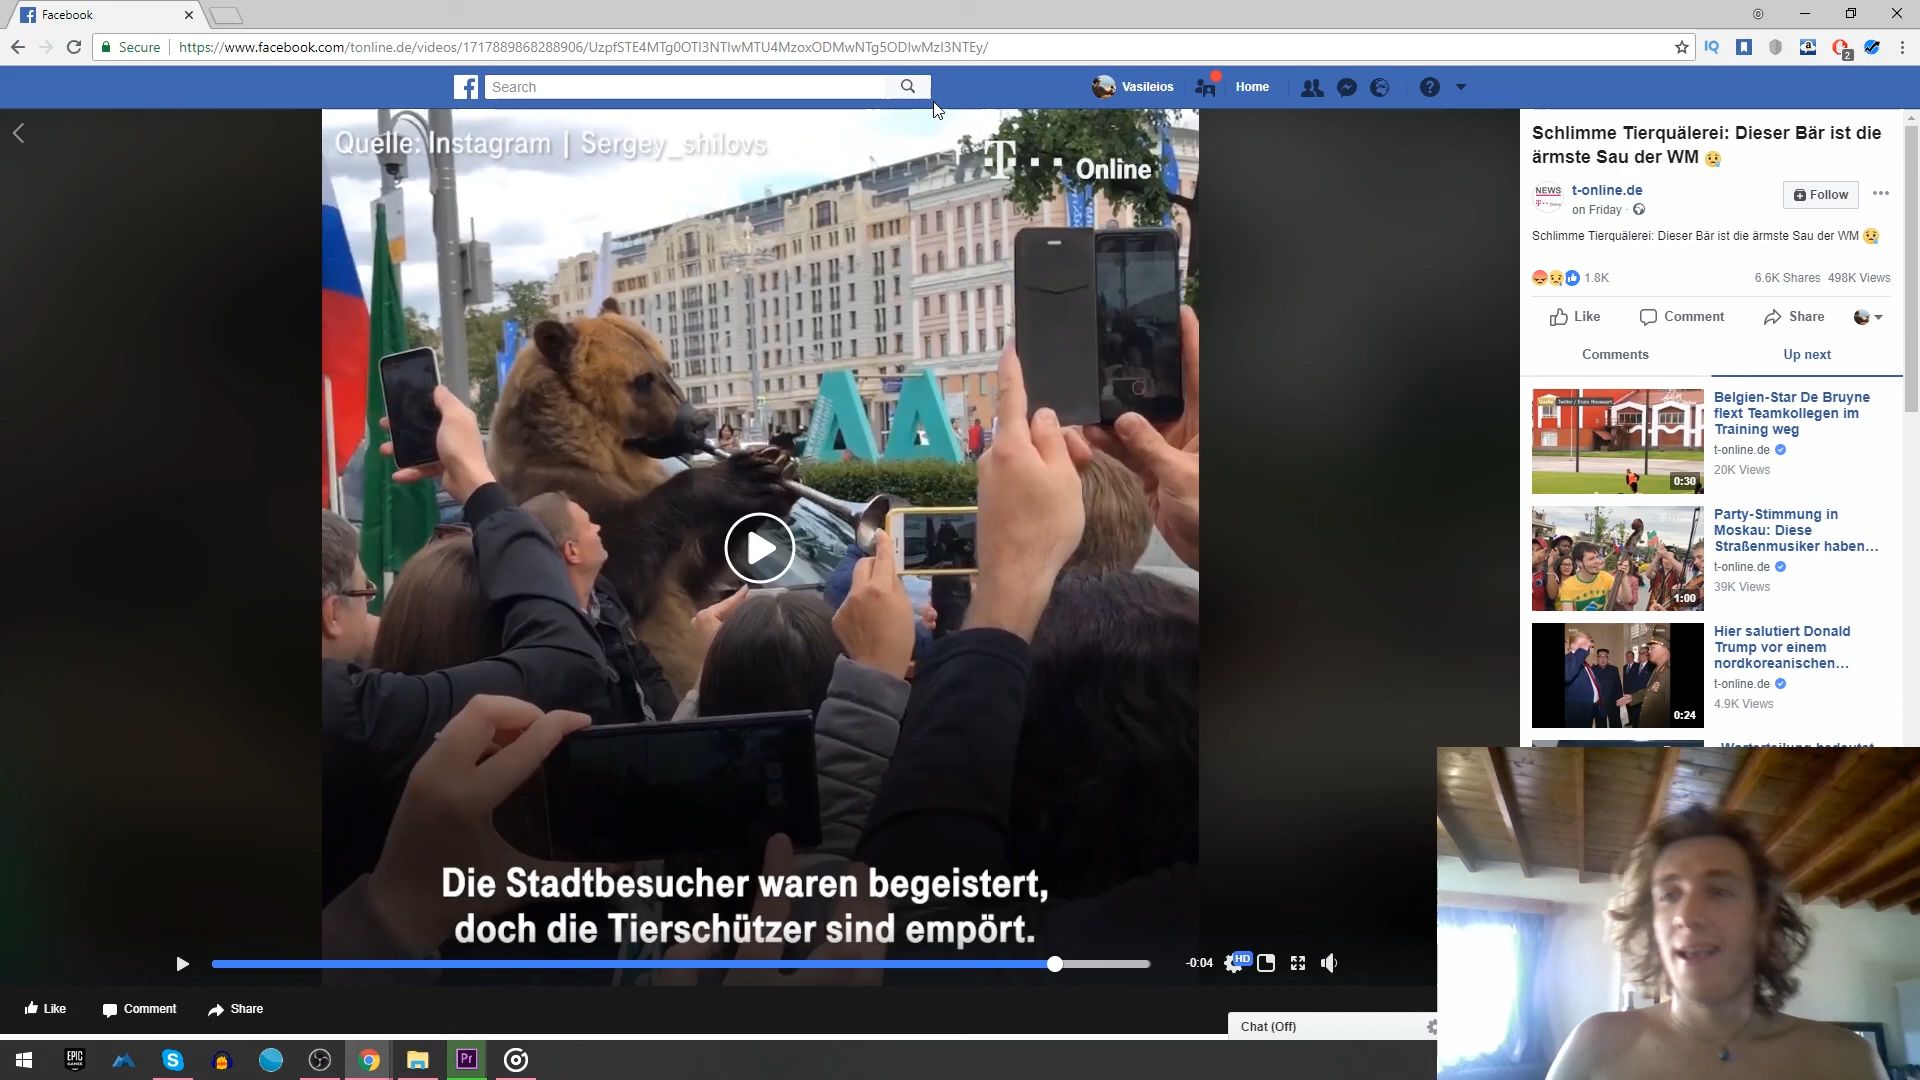 Facebook
Secure
https://www.facebook.com/tonline.de/videos/1717889868288906/UzpfSTE4MTg0OTI3NTIwMTU4MzoxODMwNTg5ODIwMzI3NTEy/
IQ
2
Search
Vasileios
Home
Quelle: Instagram | Sergey_shilovs
T Online
Die Stadtbesucher waren begeistert,
doch die Tierschützer sind empört.
-0:04
HD
Like
Comment
Share
Schlimme Tierquälerei: Dieser Bär ist die
ärmste Sau der WM
NEWS
t-online.de
on Friday
Follow
Schlimme Tierquälerei: Dieser Bär ist die ärmste Sau der WM
1.8K
6.6K Shares
498K Views
Like
Comment
Share
Comments
Up next
Belgien-Star De Bruyne
flext Teamkollegen im
Training weg
t-online.de
20K Views
0:30
Party-Stimmung in
Moskau: Diese
Straßenmusiker haben...
t-online.de
39K Views
1:00
Hier salutiert Donald
Trump vor einem
nordkoreanischen...
t-online.de
4.9K Views
0:24
Chat (Off)
EPIC
GAMES
Pr